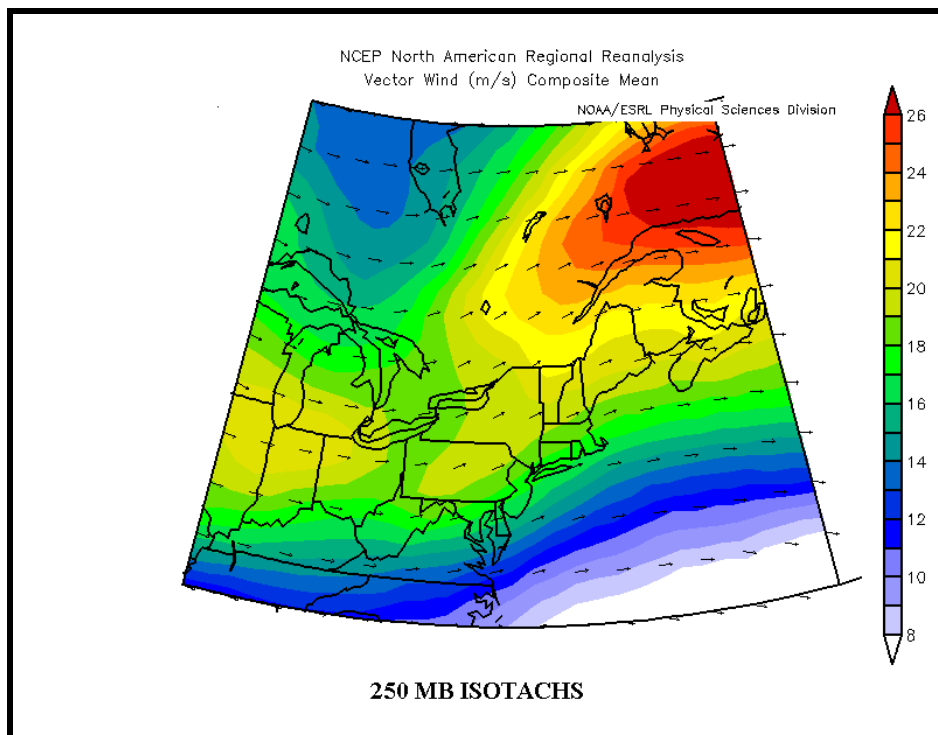 NCEP North American Regional Reanalysis
Vector Wind (m/s) Composite Mean
NOAA/ESRL Physical Sciences Division
26
24
22
20
18
16
14
12
10
8
250 MB ISOTACHS